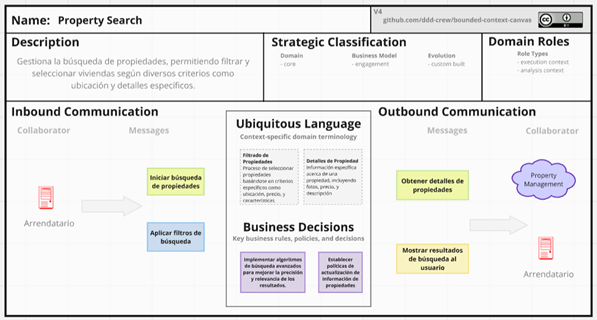 Name: Property Search
V4
github.com/ddd-crew/bounded-context-canvas
Description
Gestiona la búsqueda de propiedades, permitiendo filtrar y
seleccionar viviendas según diversos criterios como
ubicación y detalles específicos.
Strategic Classification
Domain
- core
Business Model
- engagement
Evolution
- custom built
Domain Roles
Role Types
- execution context
- analysis context
Inbound Communication
Collaborator
Messages
Arrendatario
Iniciar búsqueda
de propiedades
Aplicar filtros de
búsqueda
Ubiquitous Language
Context-specific domain terminology
Filtrado de
Propiedades
Proceso de seleccionar
propiedades
basándose en criterios
específicos como
ubicación, precio, y
características.
Detalles de Propiedad
Información específica
acerca de una
propiedad, incluyendo
fotos, precio, y
descripción
Business Decisions
Key business rules, policies, and decisions
Implementar algoritmos
de búsqueda avanzados
para mejorar la precisión
y relevancia de los
resultados.
Establecer
políticas de
actualización de
información de
propiedades
Outbound Communication
Messages
Collaborator
Obtener detalles de
propiedades
Property
Management
Mostrar resultados
de búsqueda al
usuario
Arrendatario